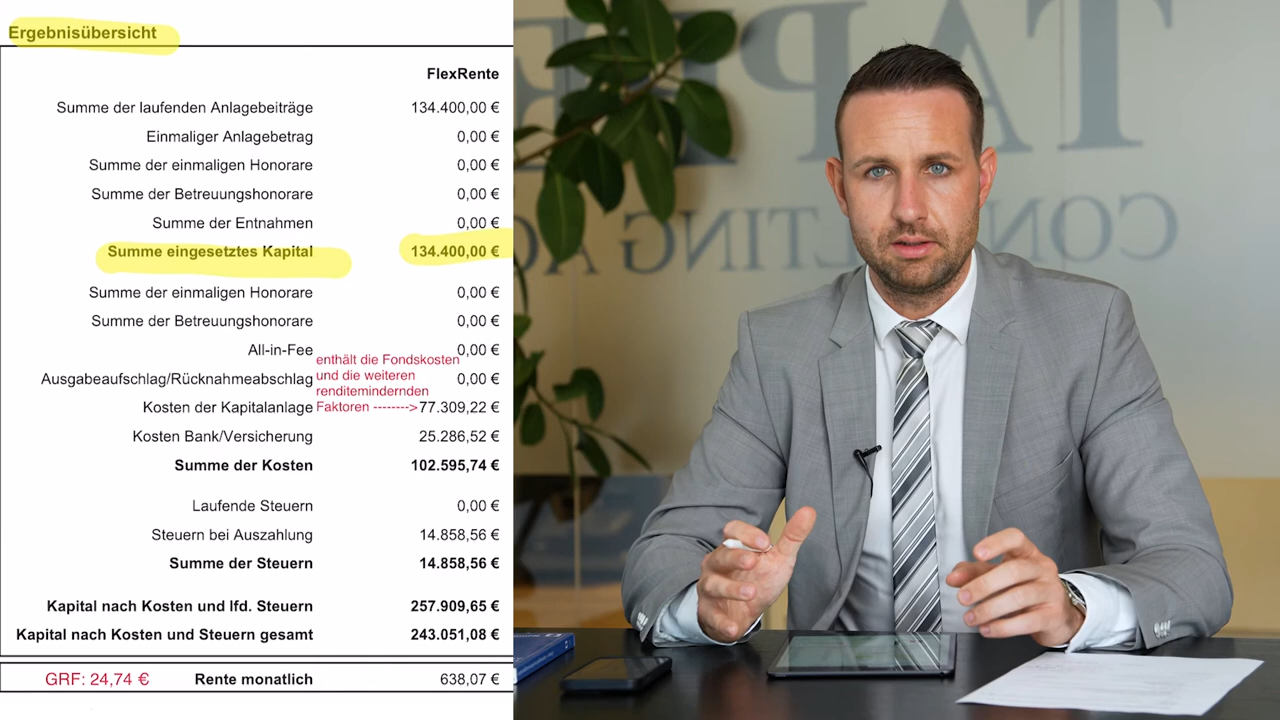 Ergebnisübersicht
FlexRente
Summe der laufenden Anlagebeiträge 134.400,00 €
Einmaliger Anlagebetrag 0,00 €
Summe der einmaligen Honorare 0,00 €
Summe der Betreuungshonorare 0,00 €
Summe der Entnahmen 0,00 €
Summe eingesetztes Kapital 134.400,00 €
Summe der einmaligen Honorare 0,00 €
Summe der Betreuungshonorare 0,00 €
All-in-Fee 0,00 €
enthält die Fondskosten
und die weiteren
Ausgabeaufschlag/Rücknahmeabschlag 0,00 €
renditemindernden
Kosten der Kapitalanlage Faktoren --------> 77.309,22 €
Kosten Bank/Versicherung 25.286,52 €
Summe der Kosten 102.595,74 €
Laufende Steuern 0,00 €
Steuern bei Auszahlung 14.858,56 €
Summe der Steuern 14.858,56 €
Kapital nach Kosten und lfd. Steuern 257.909,65 €
Kapital nach Kosten und Steuern gesamt 243.051,08 €
GRF: 24,74 € Rente monatlich 638,07 €